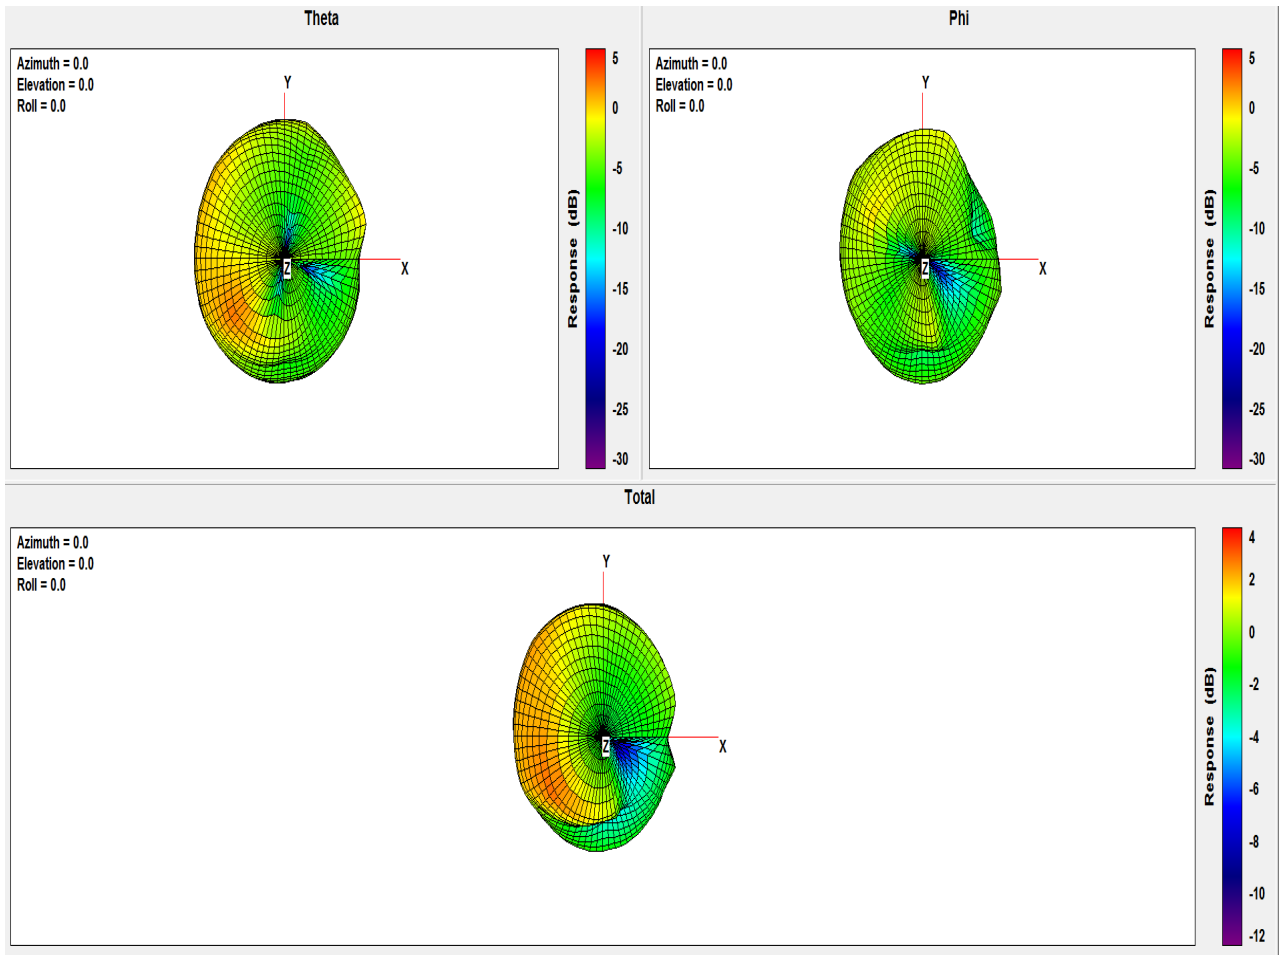 Theta
Azimuth = 0.0
Elevation = 0.0
Roll = 0.0
Y
X
Z
5
0
-5
-10
-15
-20
-25
-30
Response (dB)
Phi
Azimuth = 0.0
Elevation = 0.0
Roll = 0.0
Y
X
Z
5
0
-5
-10
-15
-20
-25
-30
Response (dB)
Total
Azimuth = 0.0
Elevation = 0.0
Roll = 0.0
Y
X
Z
4
2
0
-2
-4
-6
-8
-10
-12
Response (dB)